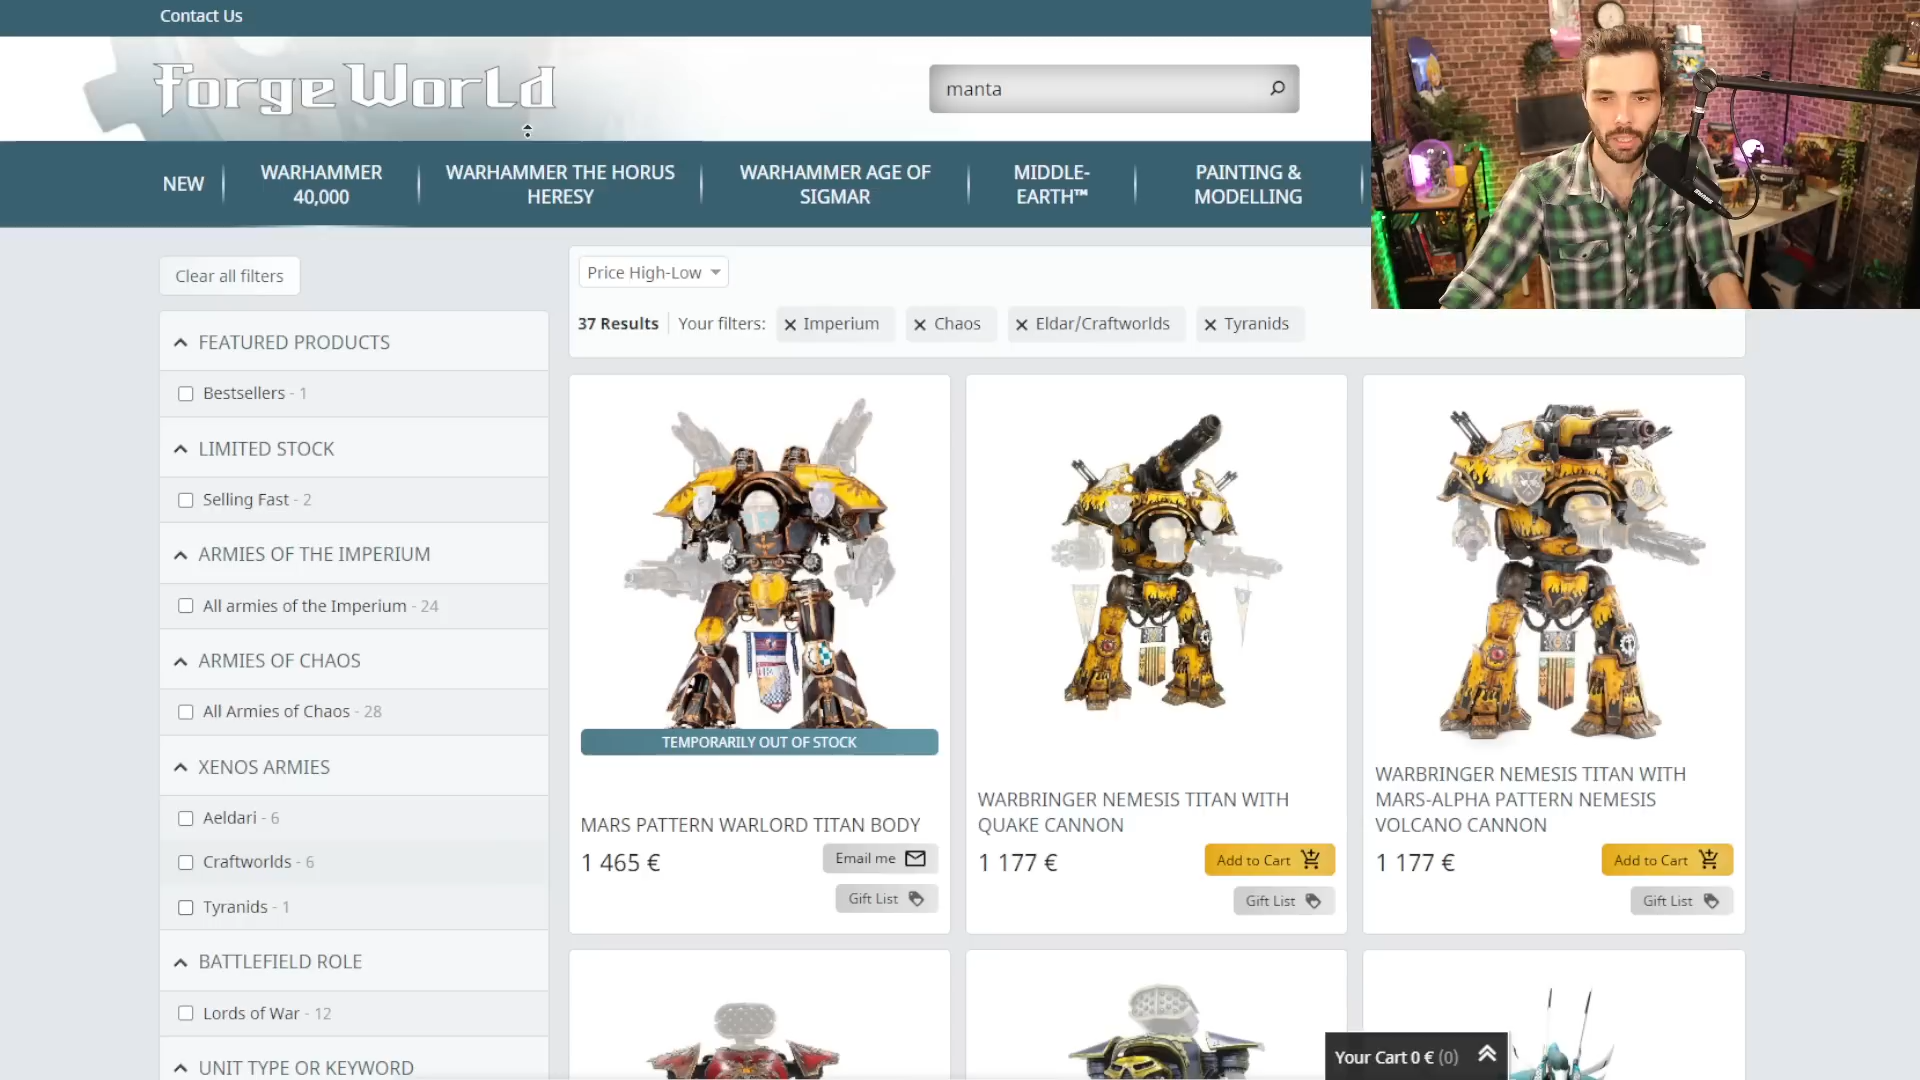 Contact Us
Forge World
manta
NEW
WARHAMMER 40,000
WARHAMMER THE HORUS HERESY
WARHAMMER AGE OF SIGMAR
MIDDLE-EARTH™
PAINTING & MODELLING
Clear all filters
Price High-Low
37 Results
Your filters:
Imperium
Chaos
Eldar/Craftworlds
Tyranids
FEATURED PRODUCTS
Bestsellers - 1
LIMITED STOCK
Selling Fast - 2
ARMIES OF THE IMPERIUM
All armies of the Imperium - 24
ARMIES OF CHAOS
All Armies of Chaos - 28
XENOS ARMIES
Aeldari - 6
Craftworlds - 6
Tyranids - 1
BATTLEFIELD ROLE
Lords of War - 12
UNIT TYPE OR KEYWORD
TEMPORARILY OUT OF STOCK
MARS PATTERN WARLORD TITAN BODY
1 465 €
Email me
Gift List
WARBRINGER NEMESIS TITAN WITH
QUAKE CANNON
1 177 €
Add to Cart
Gift List
WARBRINGER NEMESIS TITAN WITH
MARS-ALPHA PATTERN NEMESIS
VOLCANO CANNON
1 177 €
Add to Cart
Gift List
Your Cart 0 € (0)